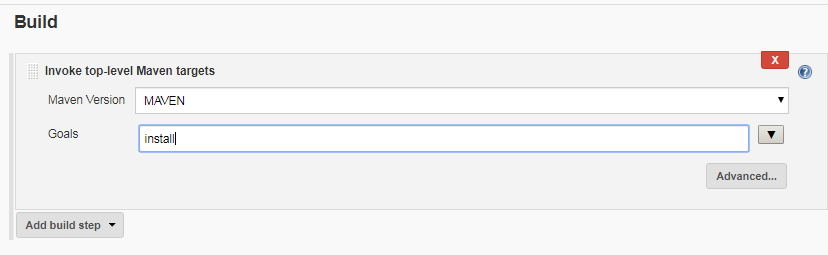 Build
X
Invoke top-level Maven targets
?
Maven Version MAVEN
Goals install
Advanced...
Add build step